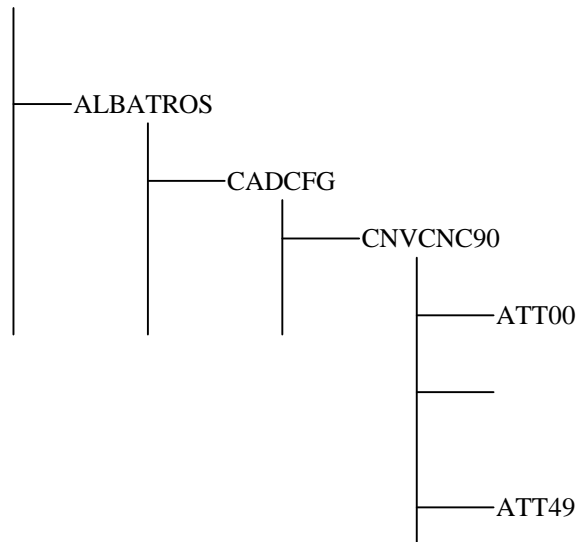 ALBATROS
CADCFG
CNVCNC90
ATT00
ATT49